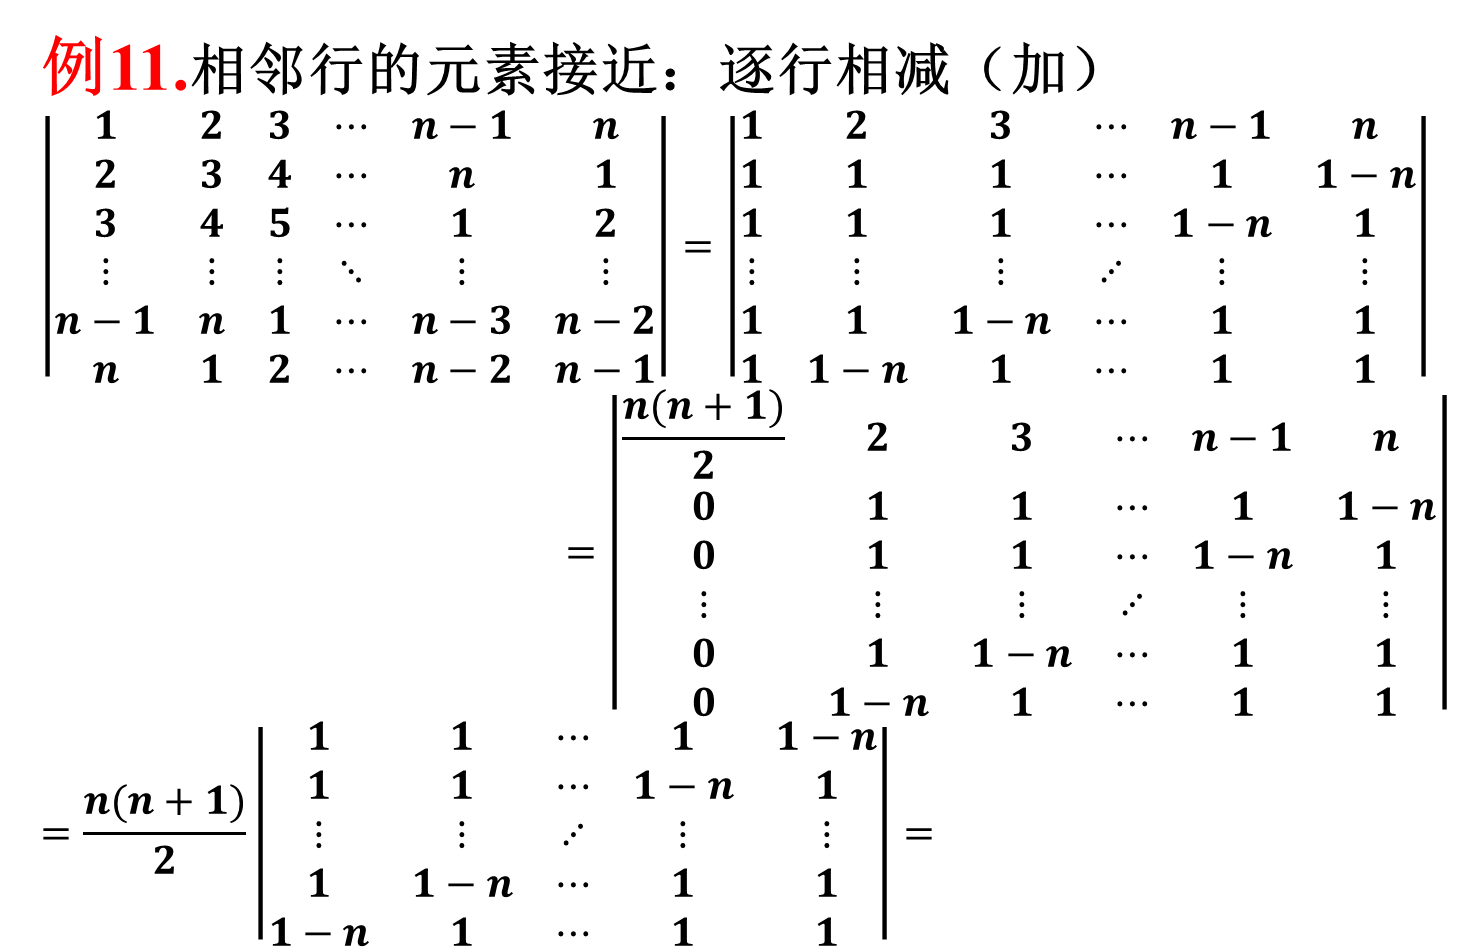 例11.相邻行的元素接近：逐行相减（加）
1 2 3 ⋯ n − 1 n
2 3 4 ⋯ n 1
3 4 5 ⋯ 1 2
⋮ ⋮ ⋮ ⋱ ⋮ ⋮
n − 1 n 1 ⋯ n − 3 n − 2
n 1 2 ⋯ n − 2 n − 1
=
1 2 3 ⋯ n − 1 n
1 1 1 ⋯ 1 1 − n
1 1 1 ⋯ 1 − n 1
⋮ ⋮ ⋮ ⋰ ⋮ ⋮
1 1 1 − n ⋯ 1 1
1 1 − n 1 ⋯ 1 1
=
n(n + 1)/2 2 3 ⋯ n − 1 n
0 1 1 ⋯ 1 1 − n
0 1 1 ⋯ 1 − n 1
⋮ ⋮ ⋮ ⋰ ⋮ ⋮
0 1 1 − n ⋯ 1 1
0 1 − n 1 ⋯ 1 1
= n(n + 1)/2
1 1 ⋯ 1 1 − n
1 1 ⋯ 1 − n 1
⋮ ⋮ ⋰ ⋮ ⋮
1 1 − n ⋯ 1 1
1 − n 1 ⋯ 1 1
=